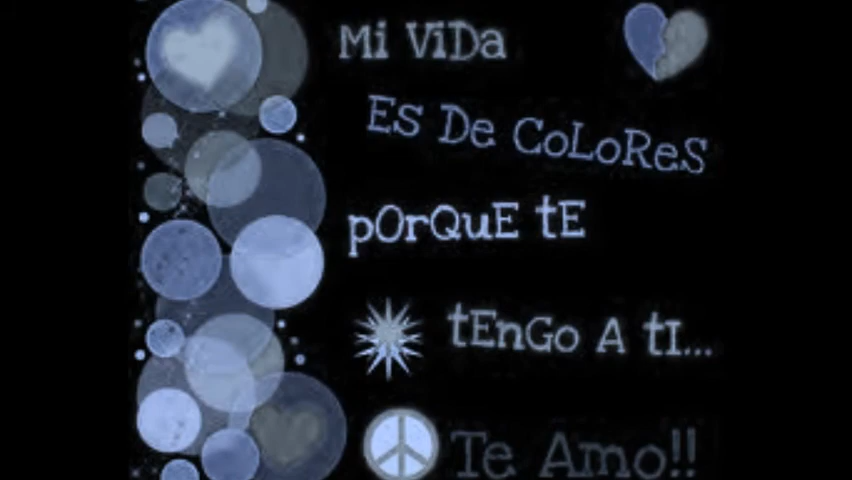 Mi ViDa
Es De CoLoReS
pOrQuE tE
tEnGo A tI...
Te Amo!!